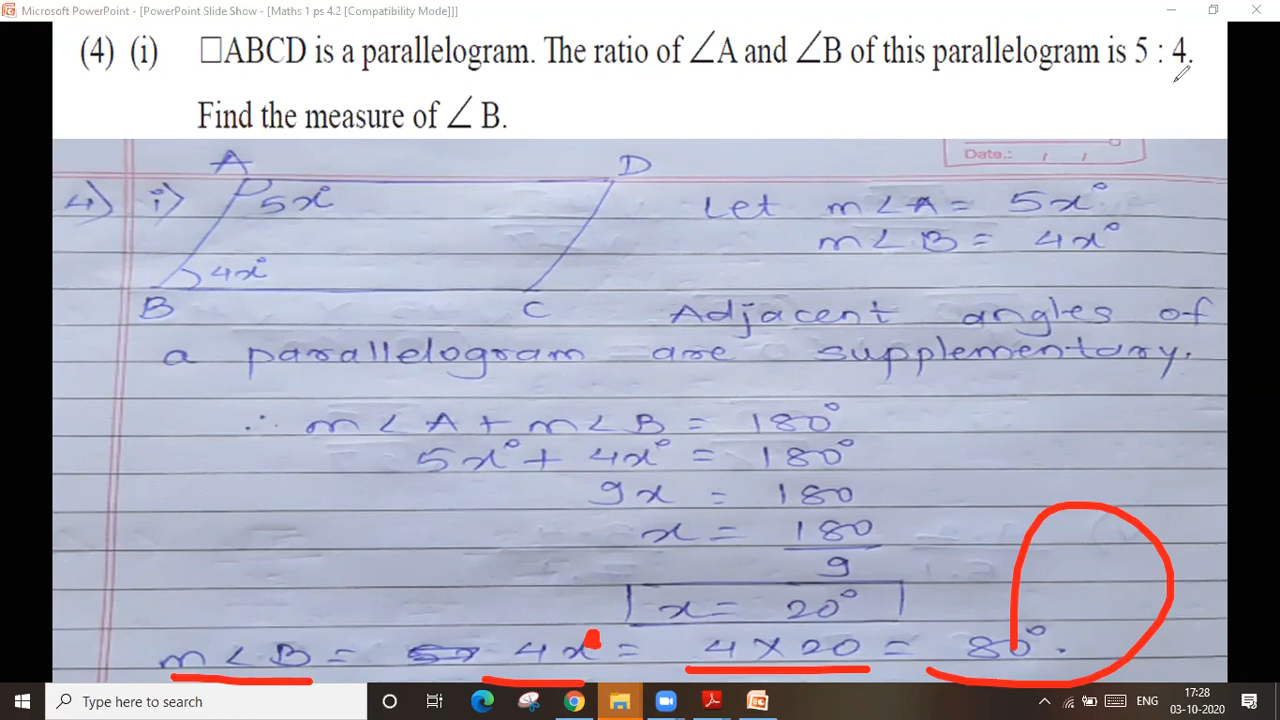 Microsoft PowerPoint - [PowerPoint Slide Show - [Maths 1 ps 4.2 [Compatibility Mode]]]
(4) (i) □ABCD is a parallelogram. The ratio of ∠A and ∠B of this parallelogram is 5 : 4.
Find the measure of ∠ B.
Date.: / /
A D
4) i) 5x° Let m∠A = 5x°
m∠B = 4x°
4x°
B C Adjacent angles of
a parallelogram are supplementary.
∴ m∠A + m∠B = 180°
5x° + 4x° = 180°
9x = 180
x = 180
9
x = 20°
m∠B = 4x = 4 × 20 = 80°.
Type here to search
ENG
17:28
03-10-2020